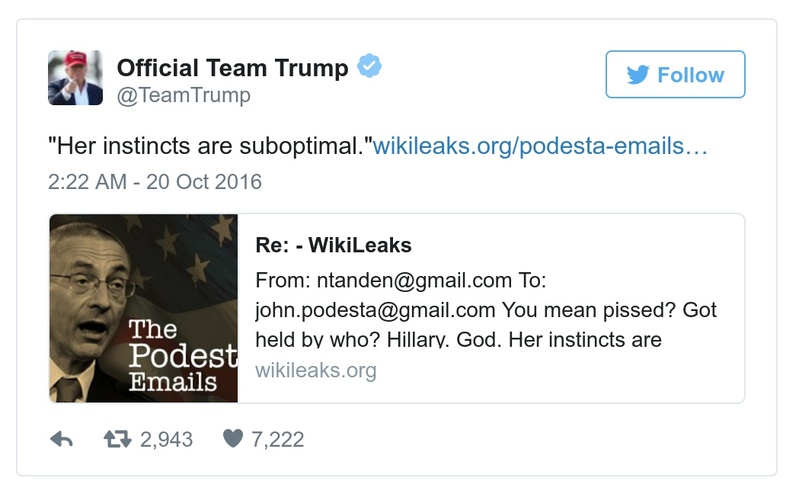 Official Team Trump
@TeamTrump
Follow
"Her instincts are suboptimal."wikileaks.org/podesta-emails…
2:22 AM - 20 Oct 2016
The
Podest
Emails
Re: - WikiLeaks
From: ntanden@gmail.com To:
john.podesta@gmail.com You mean pissed? Got
held by who? Hillary. God. Her instincts are
wikileaks.org
2,943
7,222